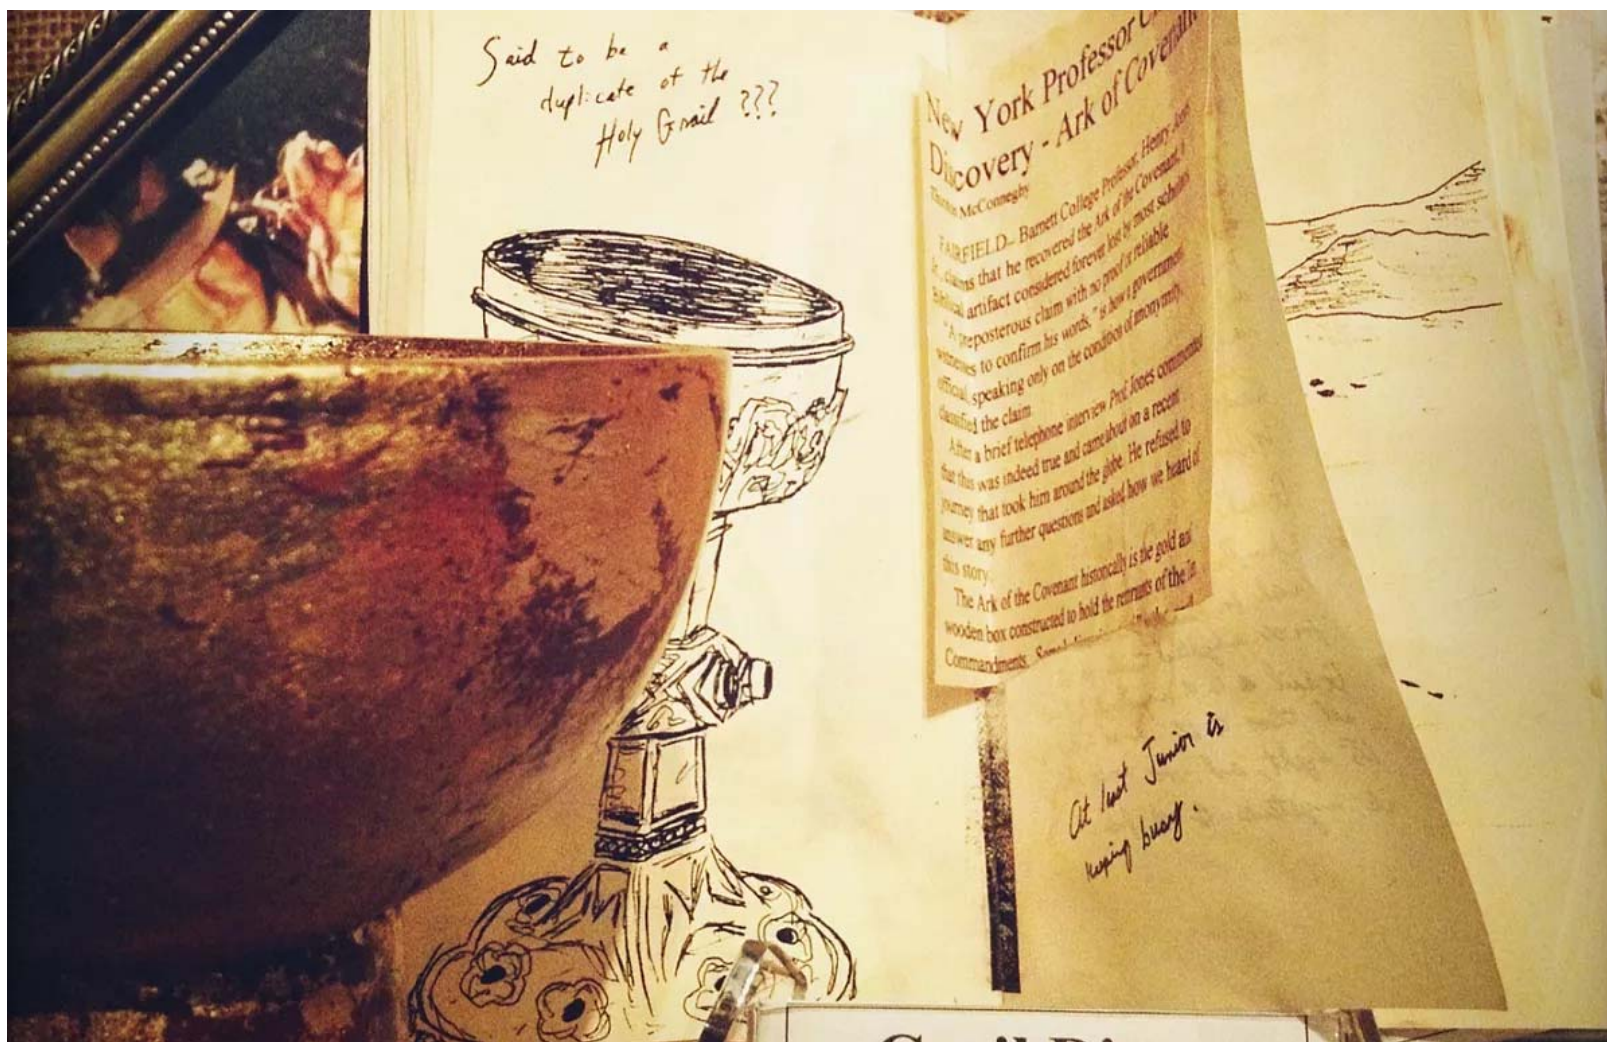 Said to be a
duplicate of the
Holy Grail ???
New York Professor
Discovery - Ark of Covenant
McConnegby
FAIRFIELD- Barnett College Professor, Henry Jones
Jr., claims that he recovered the Ark of the Covenant, a
Biblical artifact considered forever lost by most scholars.
"A preposterous claim with no proof or reliable
witnesses to confirm his words," is how a government
official, speaking only on the condition of anonymity,
classified the claim.
After a brief telephone interview Prof. Jones commented
that this was indeed true and came about on a recent
journey that took him around the globe. He refused to
answer any further questions and asked how we heard of
this story.
The Ark of the Covenant historically is the gold and
wooden box constructed to hold the remnants of the
Commandments.
At least Junior is
keeping busy.